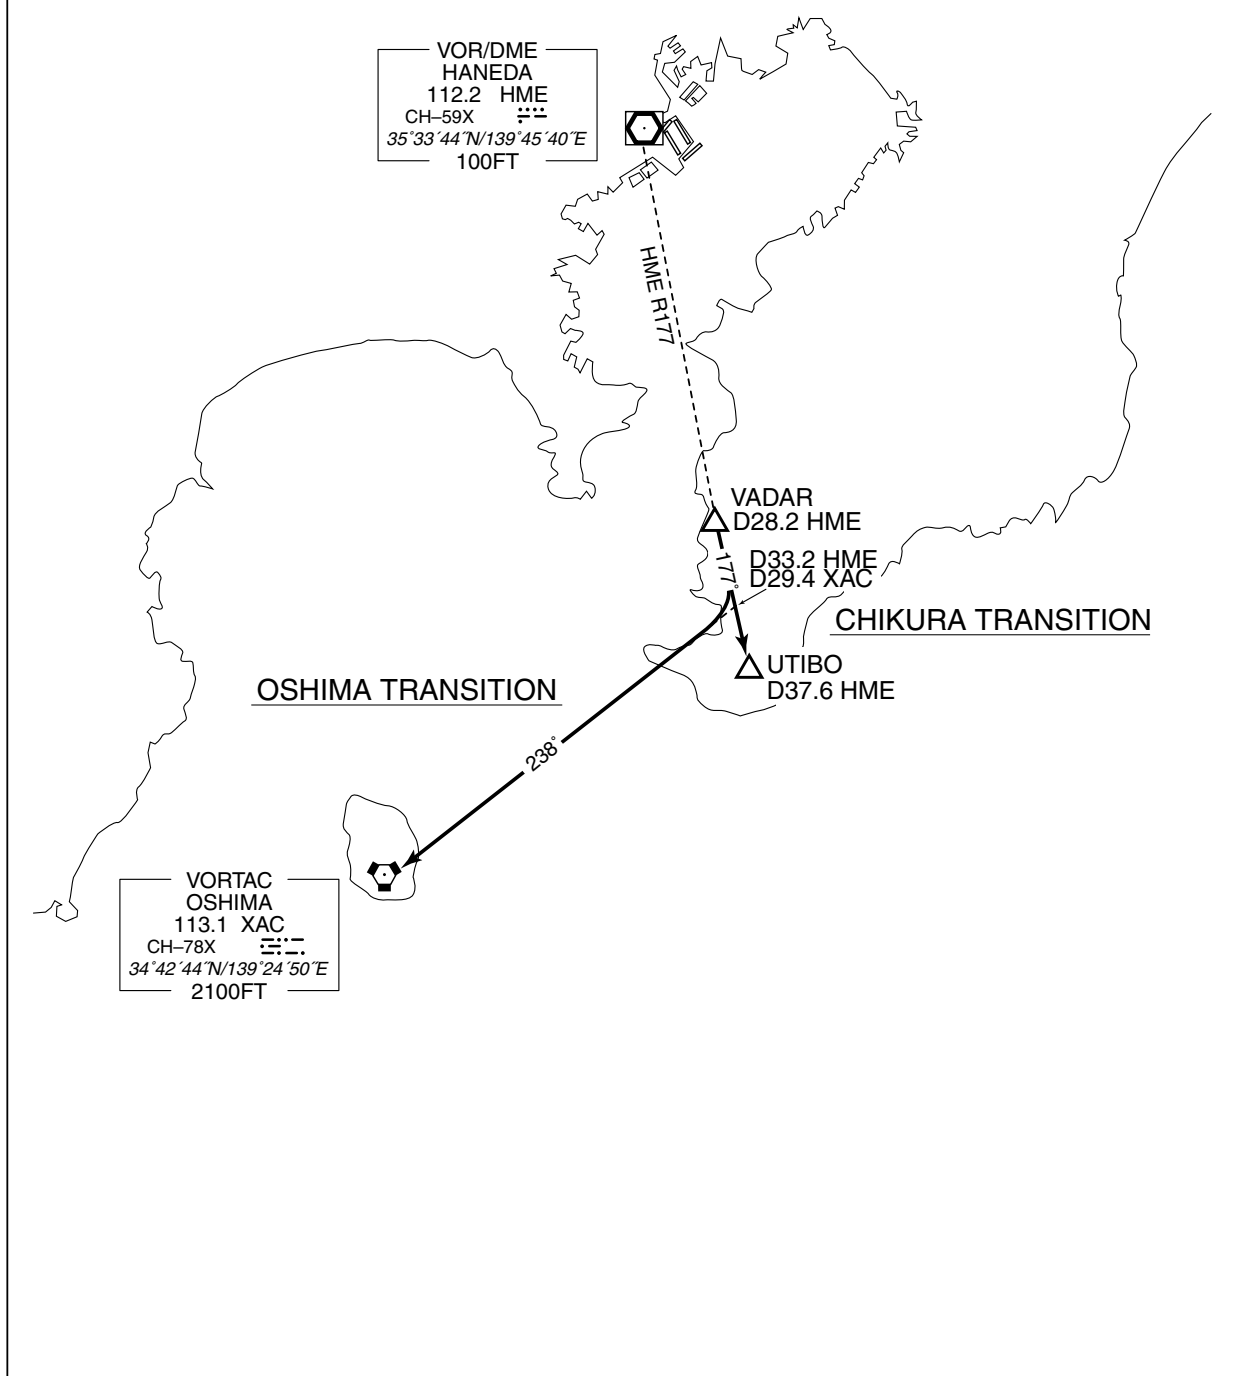 VOR/DME
HANEDA
112.2 HME
CH–59X
35°33´44˝N/139°45´40˝E
100FT
HME R177
VADAR
D28.2 HME
177°
D33.2 HME
D29.4 XAC
CHIKURA TRANSITION
UTIBO
D37.6 HME
OSHIMA TRANSITION
238°
VORTAC
OSHIMA
113.1 XAC
CH–78X
34°42´44˝N/139°24´50˝E
2100FT